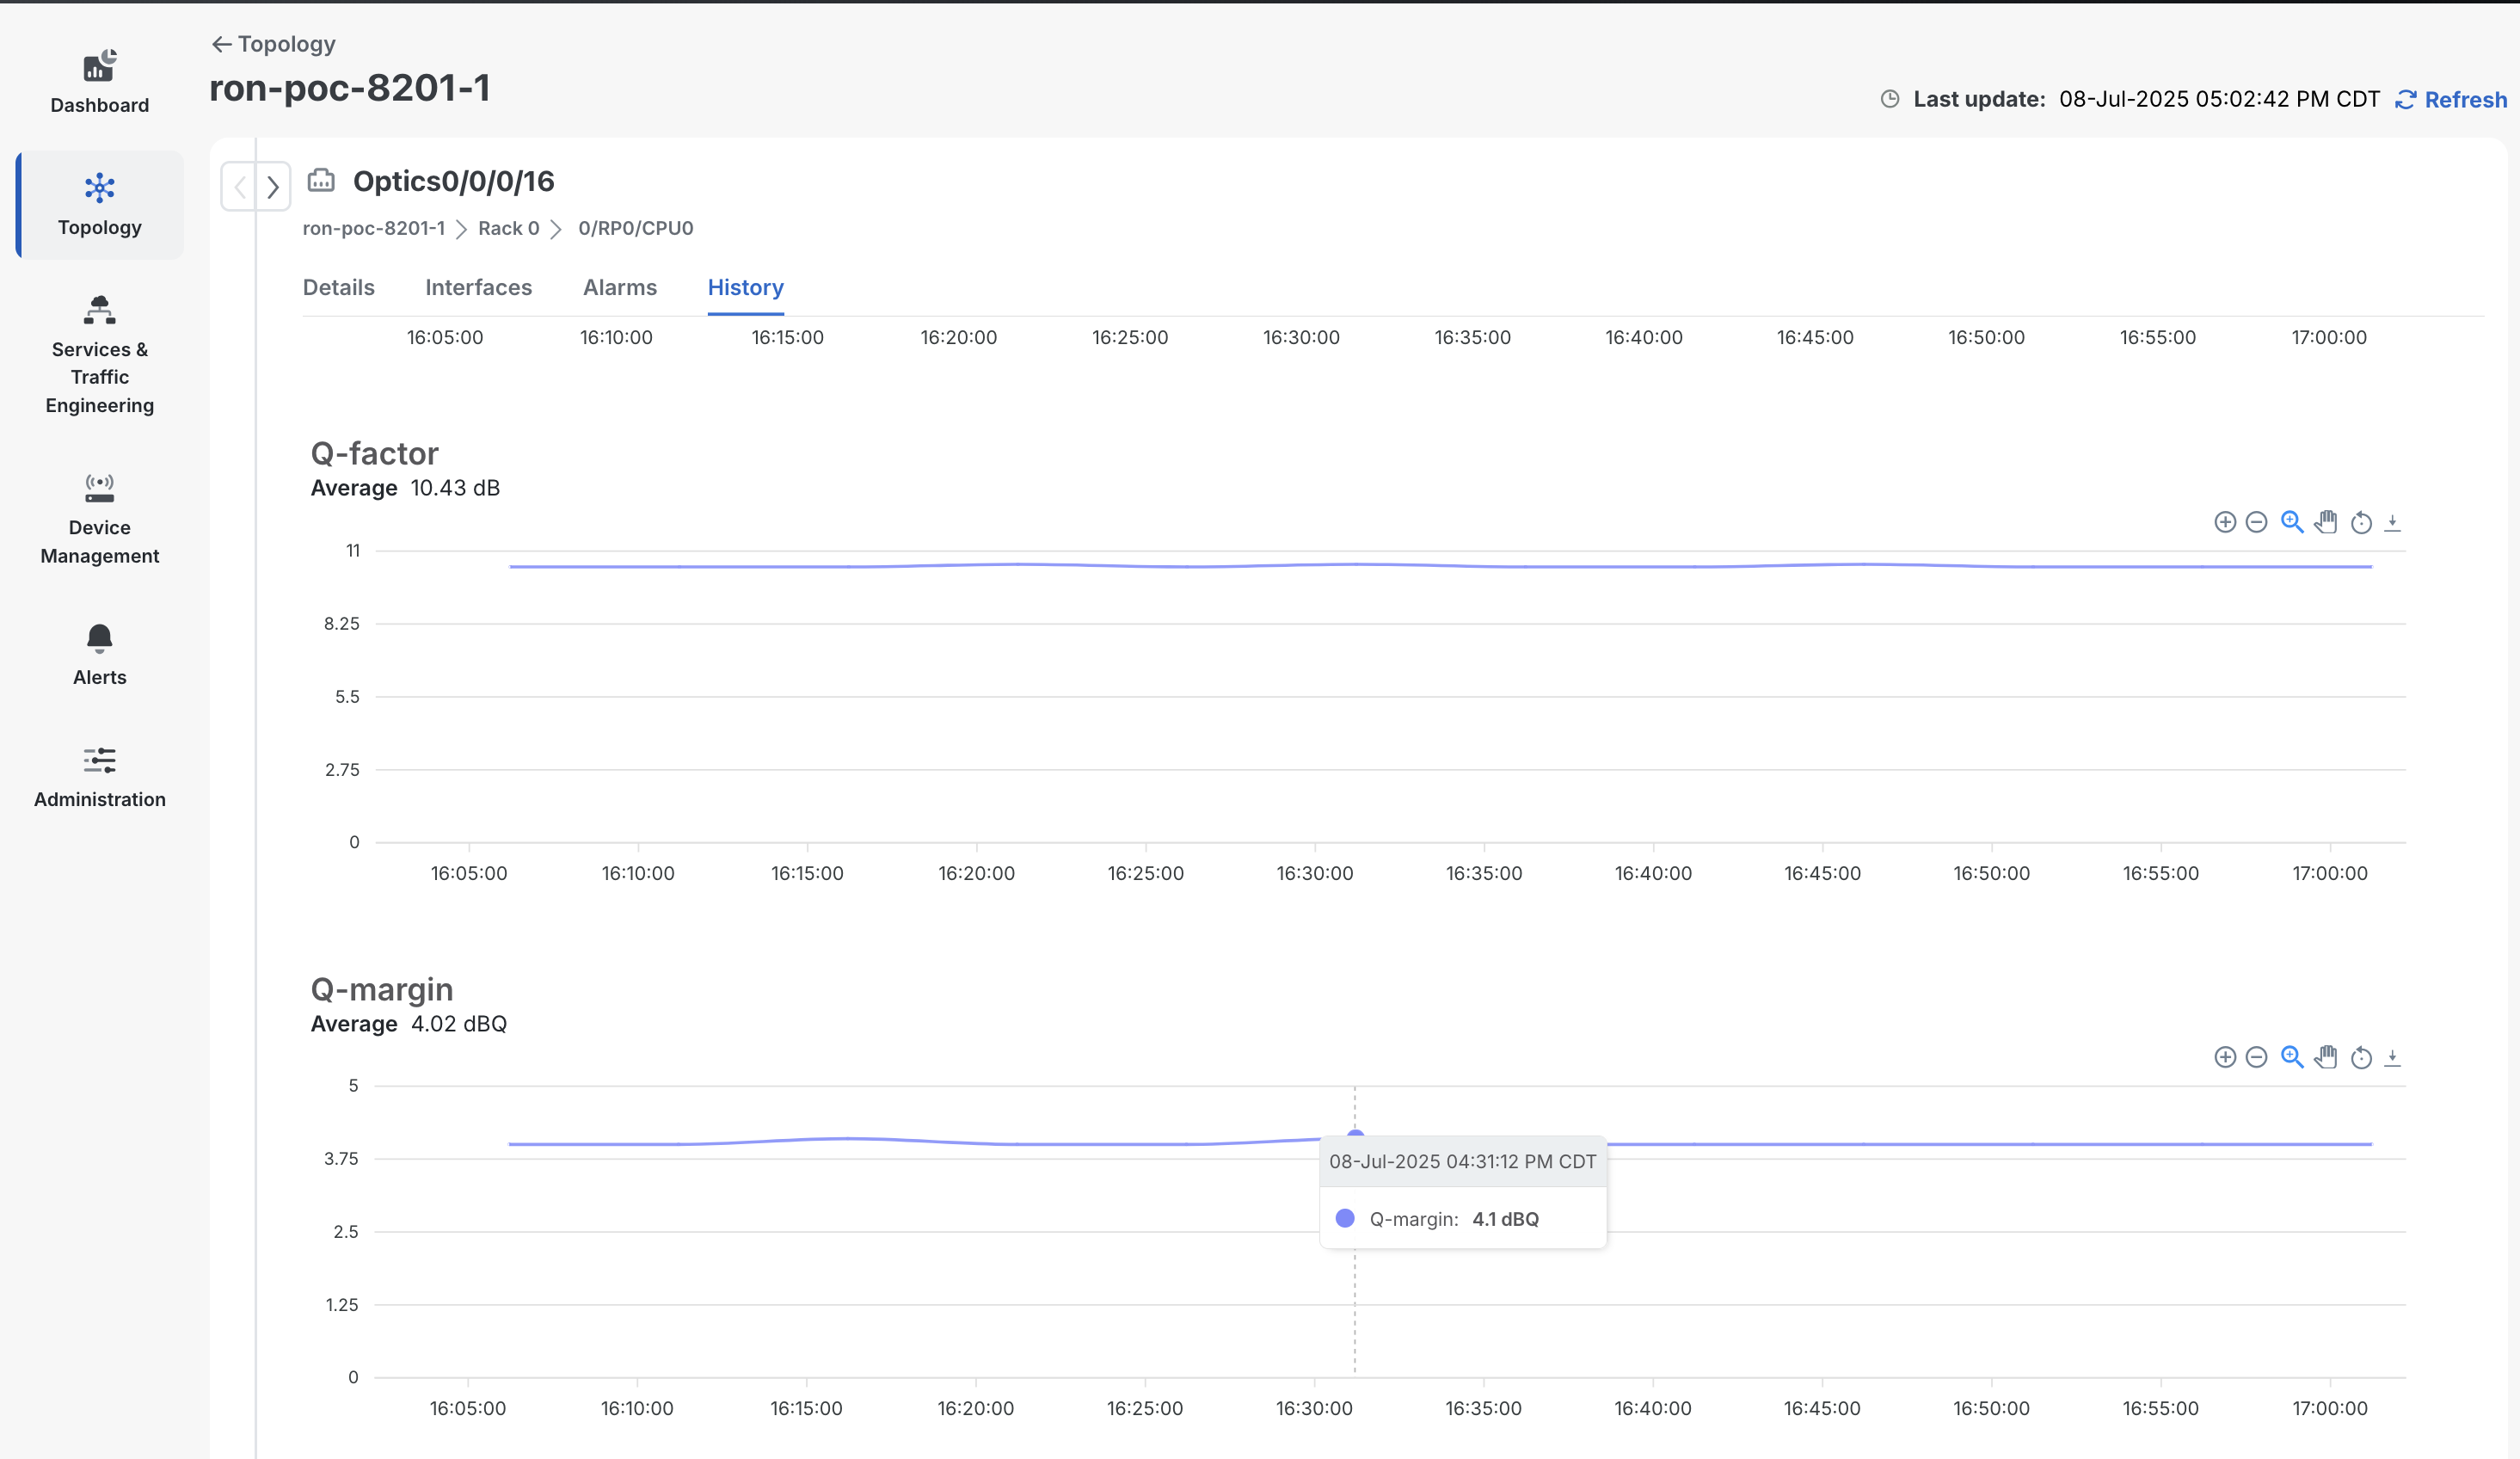 Topology
ron-poc-8201-1
Last update: 08-Jul-2025 05:02:42 PM CDT Refresh
Dashboard
Topology
Services &
Traffic
Engineering
Device
Management
Alerts
Administration
Optics0/0/0/16
ron-poc-8201-1 Rack 0 0/RP0/CPU0
Details Interfaces Alarms History
16:05:00 16:10:00 16:15:00 16:20:00 16:25:00 16:30:00 16:35:00 16:40:00 16:45:00 16:50:00 16:55:00 17:00:00
Q-factor
Average 10.43 dB
11
8.25
5.5
2.75
0
16:05:00 16:10:00 16:15:00 16:20:00 16:25:00 16:30:00 16:35:00 16:40:00 16:45:00 16:50:00 16:55:00 17:00:00
Q-margin
Average 4.02 dBQ
5
3.75
2.5
1.25
0
08-Jul-2025 04:31:12 PM CDT
Q-margin: 4.1 dBQ
16:05:00 16:10:00 16:15:00 16:20:00 16:25:00 16:30:00 16:35:00 16:40:00 16:45:00 16:50:00 16:55:00 17:00:00